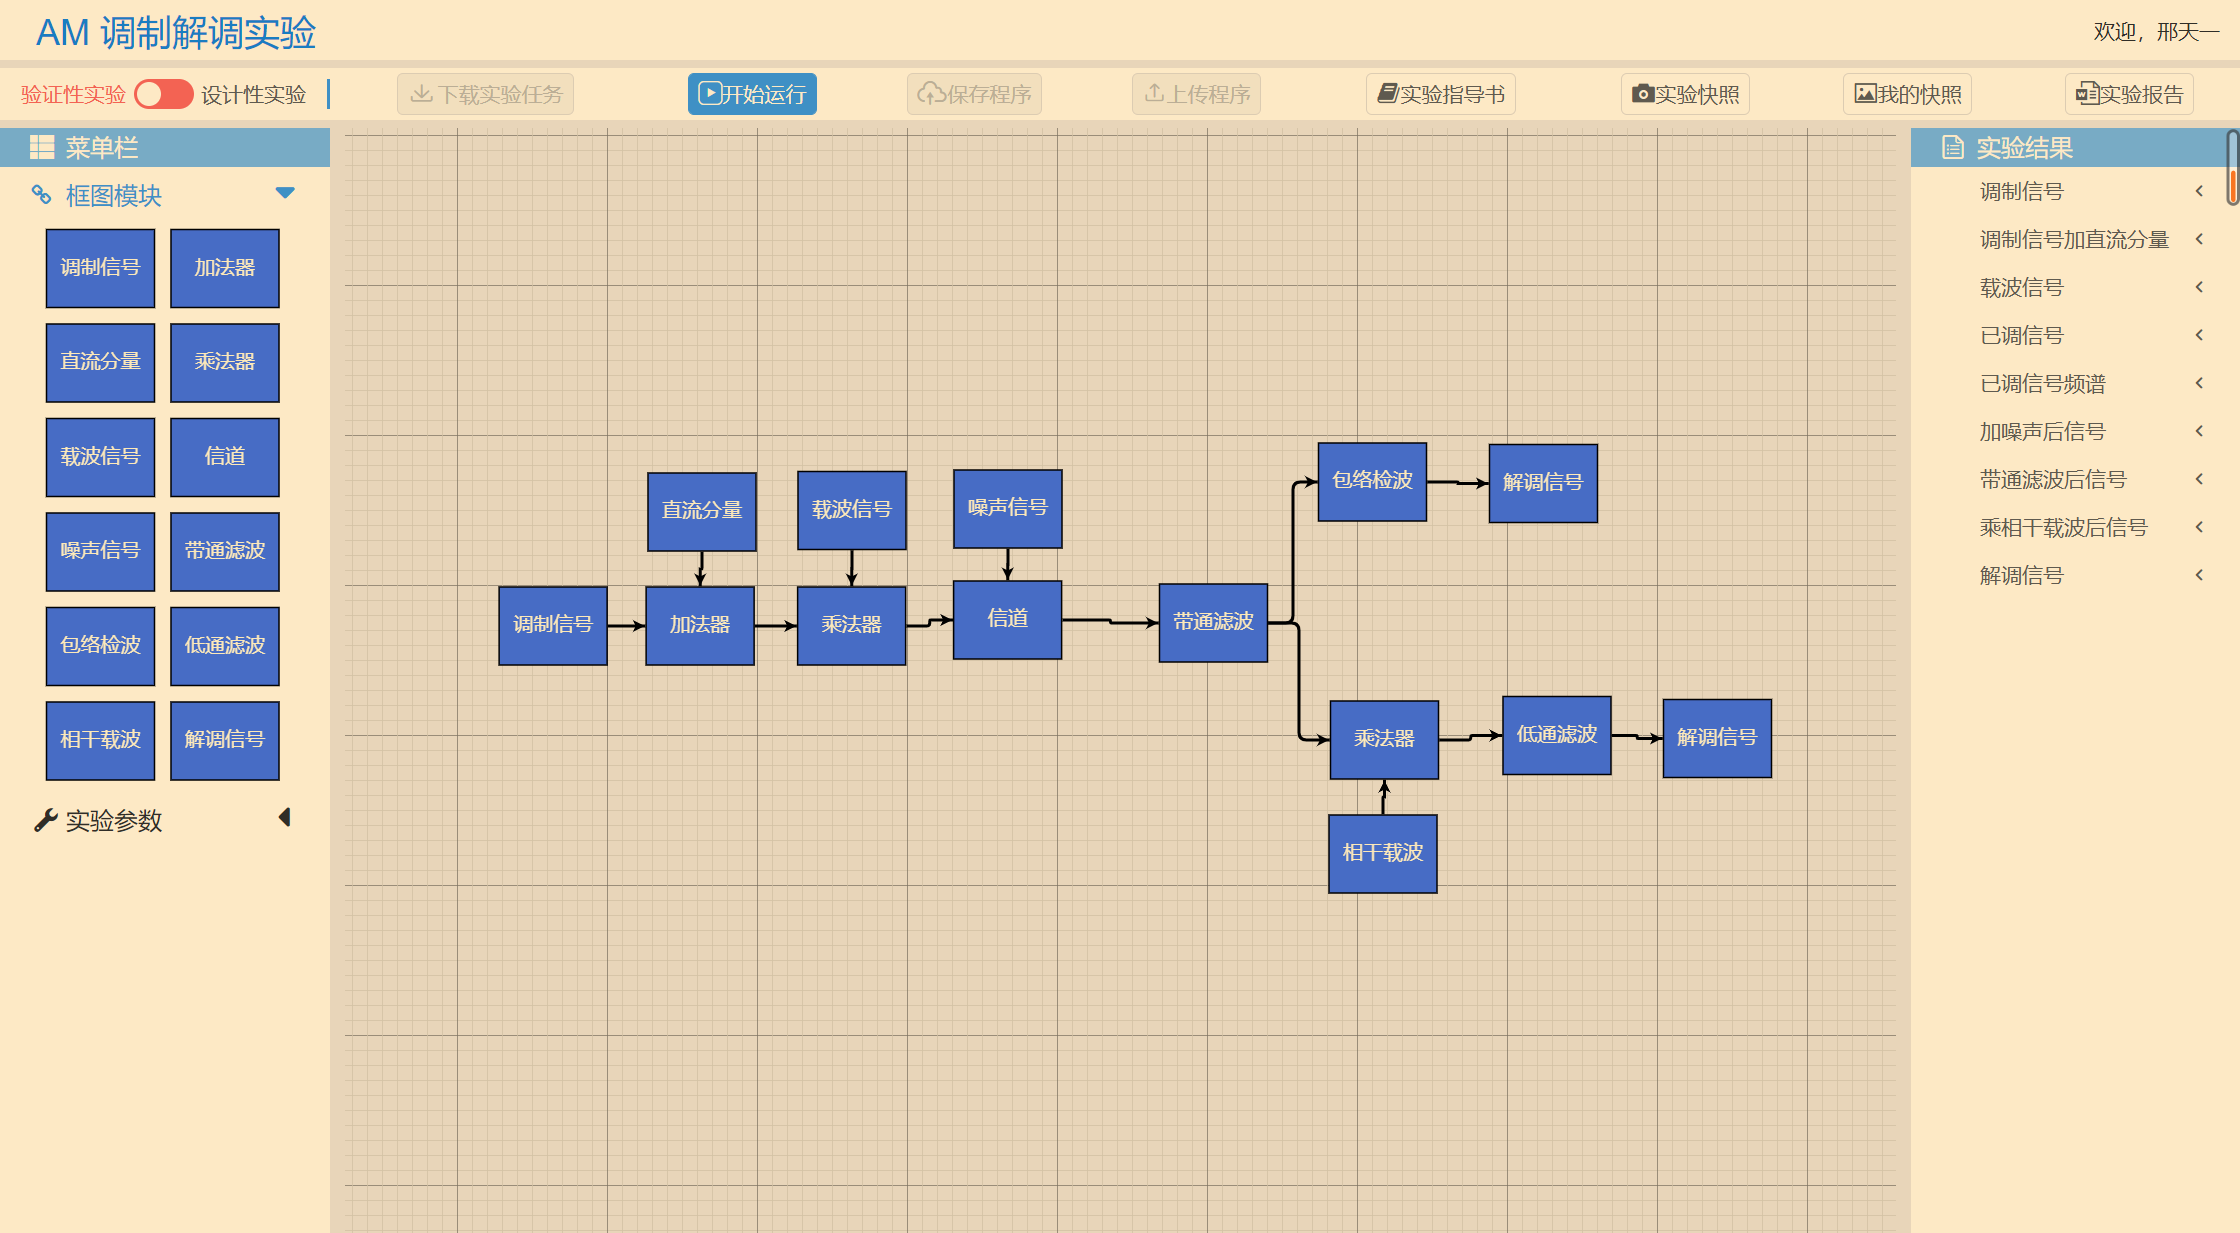 AM 调制解调实验
欢迎，邢天一
验证性实验 设计性实验
下载实验任务
开始运行
保存程序
上传程序
实验指导书
实验快照
我的快照
实验报告
菜单栏
框图模块
调制信号 加法器
直流分量 乘法器
载波信号 信道
噪声信号 带通滤波
包络检波 低通滤波
相干载波 解调信号
实验参数
直流分量 载波信号 噪声信号
包络检波 解调信号
调制信号 加法器 乘法器 信道 带通滤波
乘法器 低通滤波 解调信号
相干载波
实验结果
调制信号
调制信号加直流分量
载波信号
已调信号
已调信号频谱
加噪声后信号
带通滤波后信号
乘相干载波后信号
解调信号